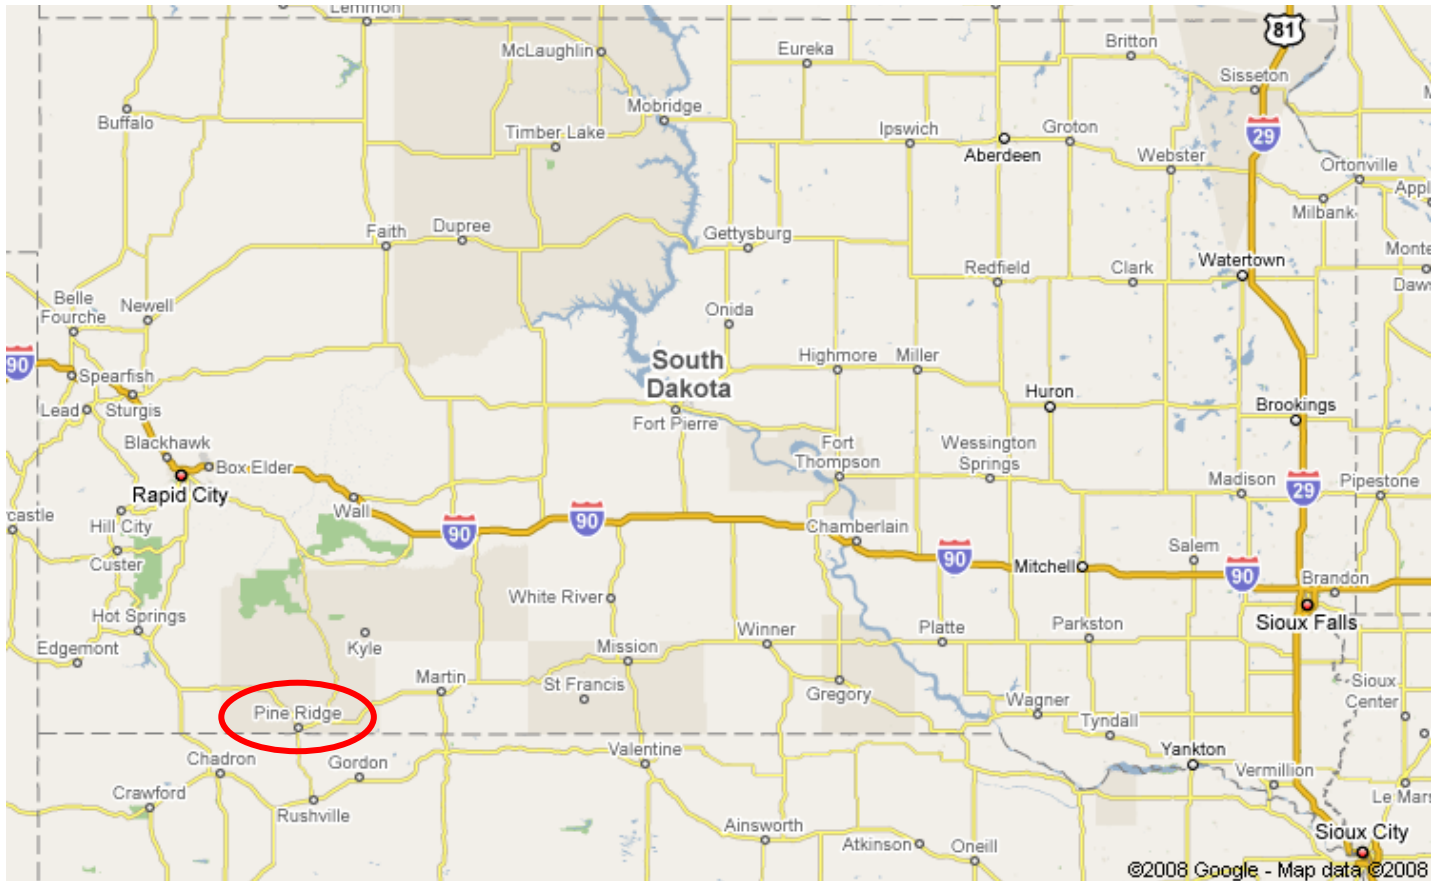 Lemmon
McLaughlin
Eureka
Britton
81
Sisseton
Buffalo
Mobridge
Timber Lake
Ipswich
Groton
Aberdeen
29
Webster
Ortonville
Milbank
Faith
Dupree
Gettysburg
Redfield
Clark
Watertown
Belle
Fourche
Newell
Onida
90
Spearfish
South
Dakota
Highmore
Miller
Lead
Sturgis
Fort Pierre
Huron
Brookings
Blackhawk
Box Elder
Rapid City
Fort
Thompson
Wessington
Springs
Madison
29
Pipestone
Wall
Hill City
90
90
Chamberlain
90
Mitchell
Salem
90
Custer
Brandon
Hot Springs
White River
Sioux Falls
Edgemont
Kyle
Mission
Winner
Platte
Parkston
Martin
St Francis
Gregory
Wagner
Sioux
Center
Pine Ridge
Tyndall
Chadron
Gordon
Valentine
Yankton
Vermillion
Crawford
Rushville
Ainsworth
Atkinson
Oneill
Sioux City
©2008 Google - Map data ©2008